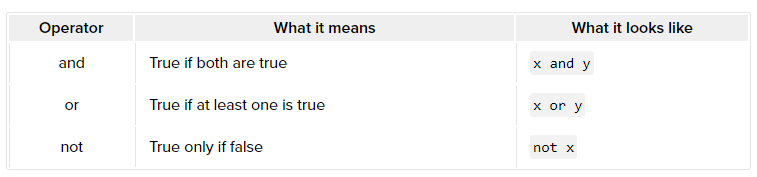 Operator What it means What it looks like
and True if both are true x and y
or True if at least one is true x or y
not True only if false not x